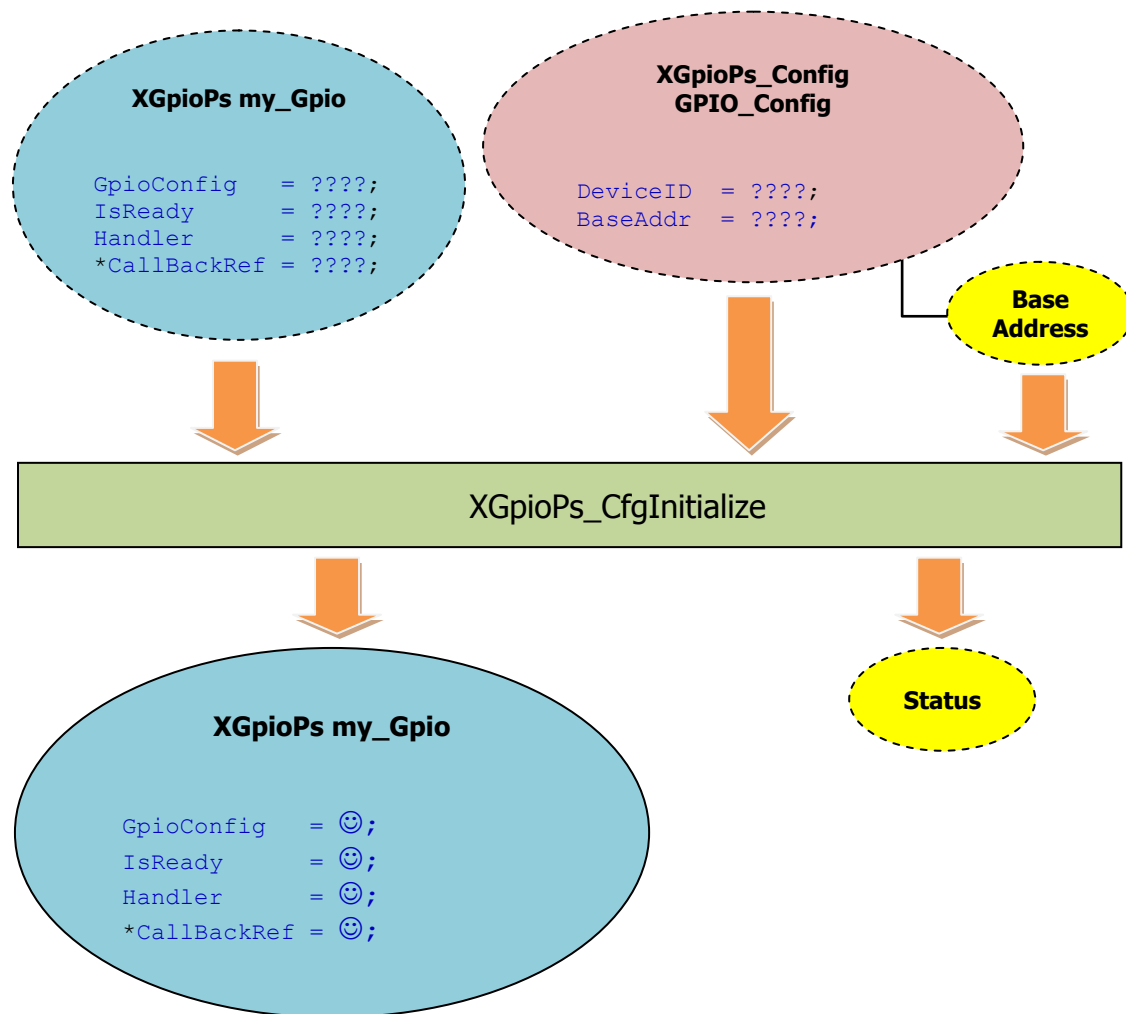 XGpioPs my_Gpio
GpioConfig   = ????;
IsReady      = ????;
Handler      = ????;
*CallBackRef = ????;
XGpioPs_Config
GPIO_Config
DeviceID  = ????;
BaseAddr  = ????;
Base
Address
XGpioPs_CfgInitialize
XGpioPs my_Gpio
GpioConfig   = ☺;
IsReady      = ☺;
Handler      = ☺;
*CallBackRef = ☺;
Status